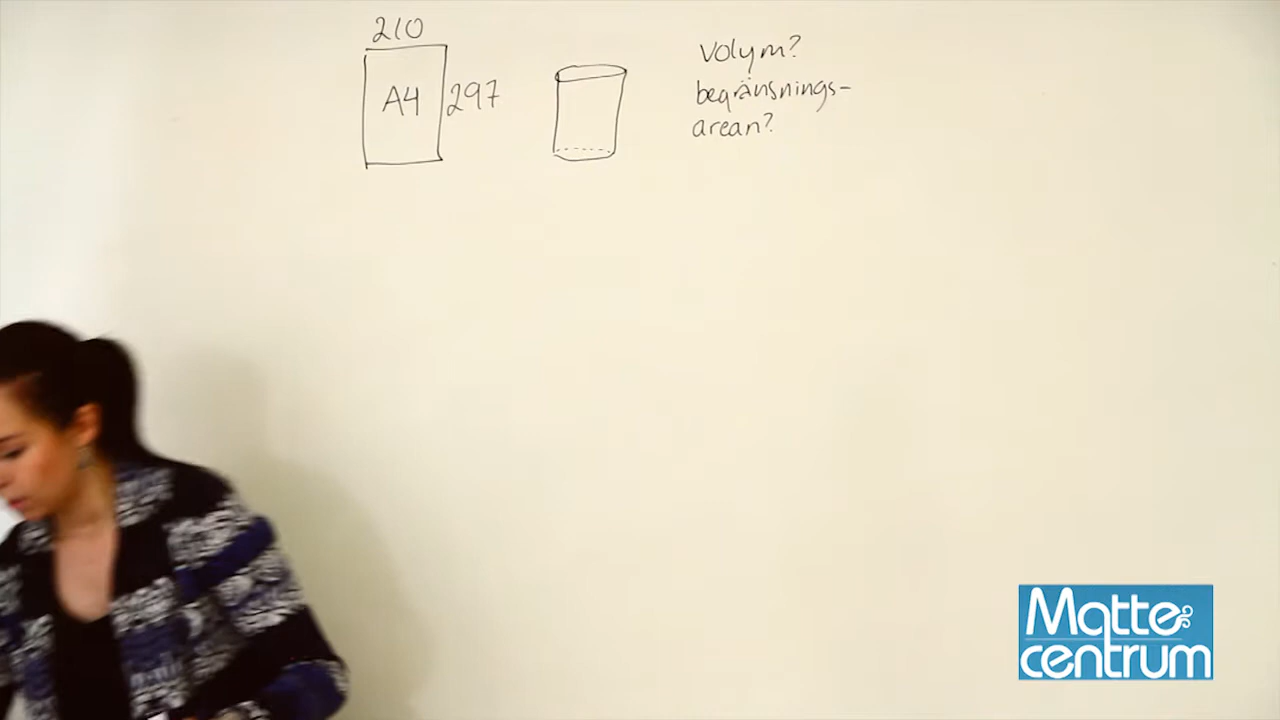 210
A4
297
volym?
begränsnings-
arean?
Matte
centrum